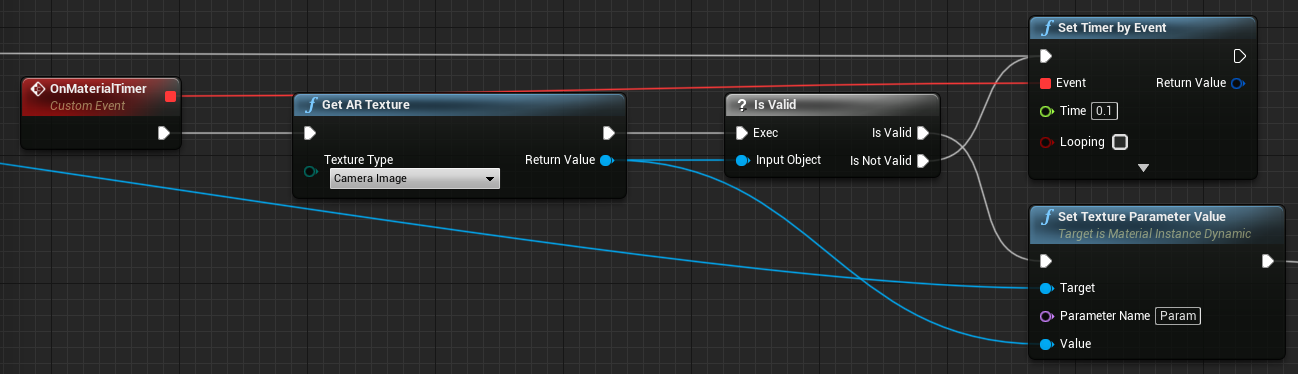 OnMaterialTimer
Custom Event
Get AR Texture
Texture Type
Camera Image
Return Value
? Is Valid
Exec
Is Valid
Input Object
Is Not Valid
Set Timer by Event
Event
Return Value
Time 0.1
Looping
Set Texture Parameter Value
Target is Material Instance Dynamic
Target
Parameter Name Param
Value